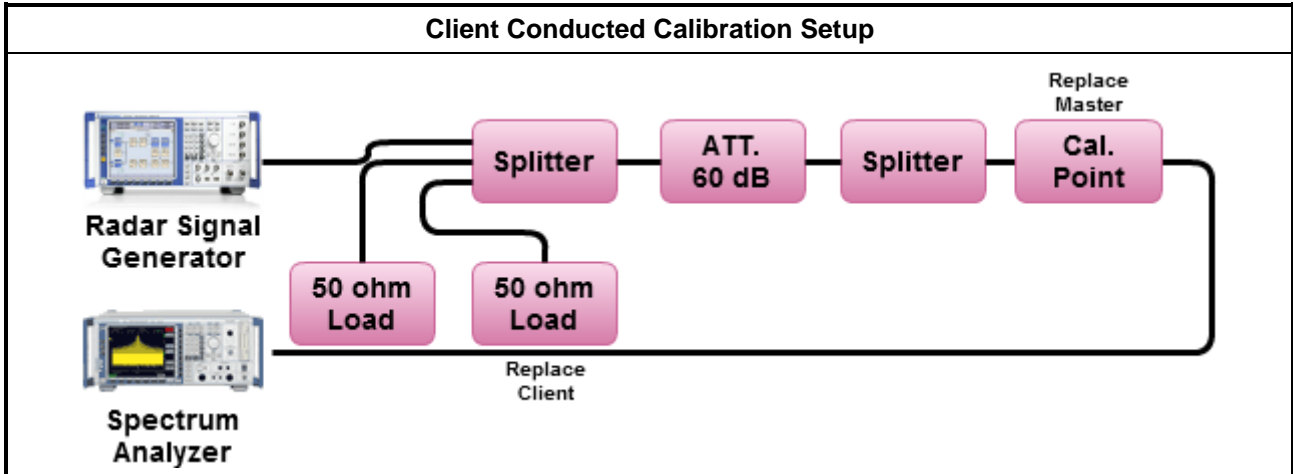 Client Conducted Calibration Setup
Replace
Master
Splitter
ATT.
60 dB
Splitter
Cal.
Point
Radar Signal
Generator
50 ohm
Load
50 ohm
Load
Replace
Client
Spectrum
Analyzer